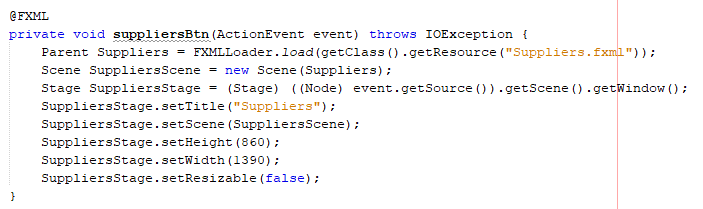 @FXML
private void suppliersBtn(ActionEvent event) throws IOException {
    Parent Suppliers = FXMLLoader.load(getClass().getResource("Suppliers.fxml"));
    Scene SuppliersScene = new Scene(Suppliers);
    Stage SuppliersStage = (Stage) ((Node) event.getSource()).getScene().getWindow();
    SuppliersStage.setTitle("Suppliers");
    SuppliersStage.setScene(SuppliersScene);
    SuppliersStage.setHeight(860);
    SuppliersStage.setWidth(1390);
    SuppliersStage.setResizable(false);
}